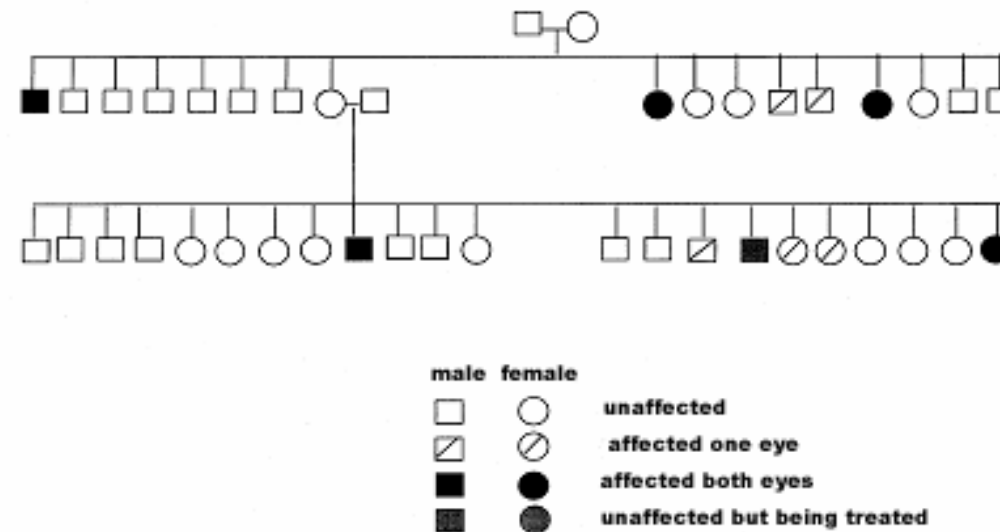 male female
unaffected
affected one eye
affected both eyes
unaffected but being treated